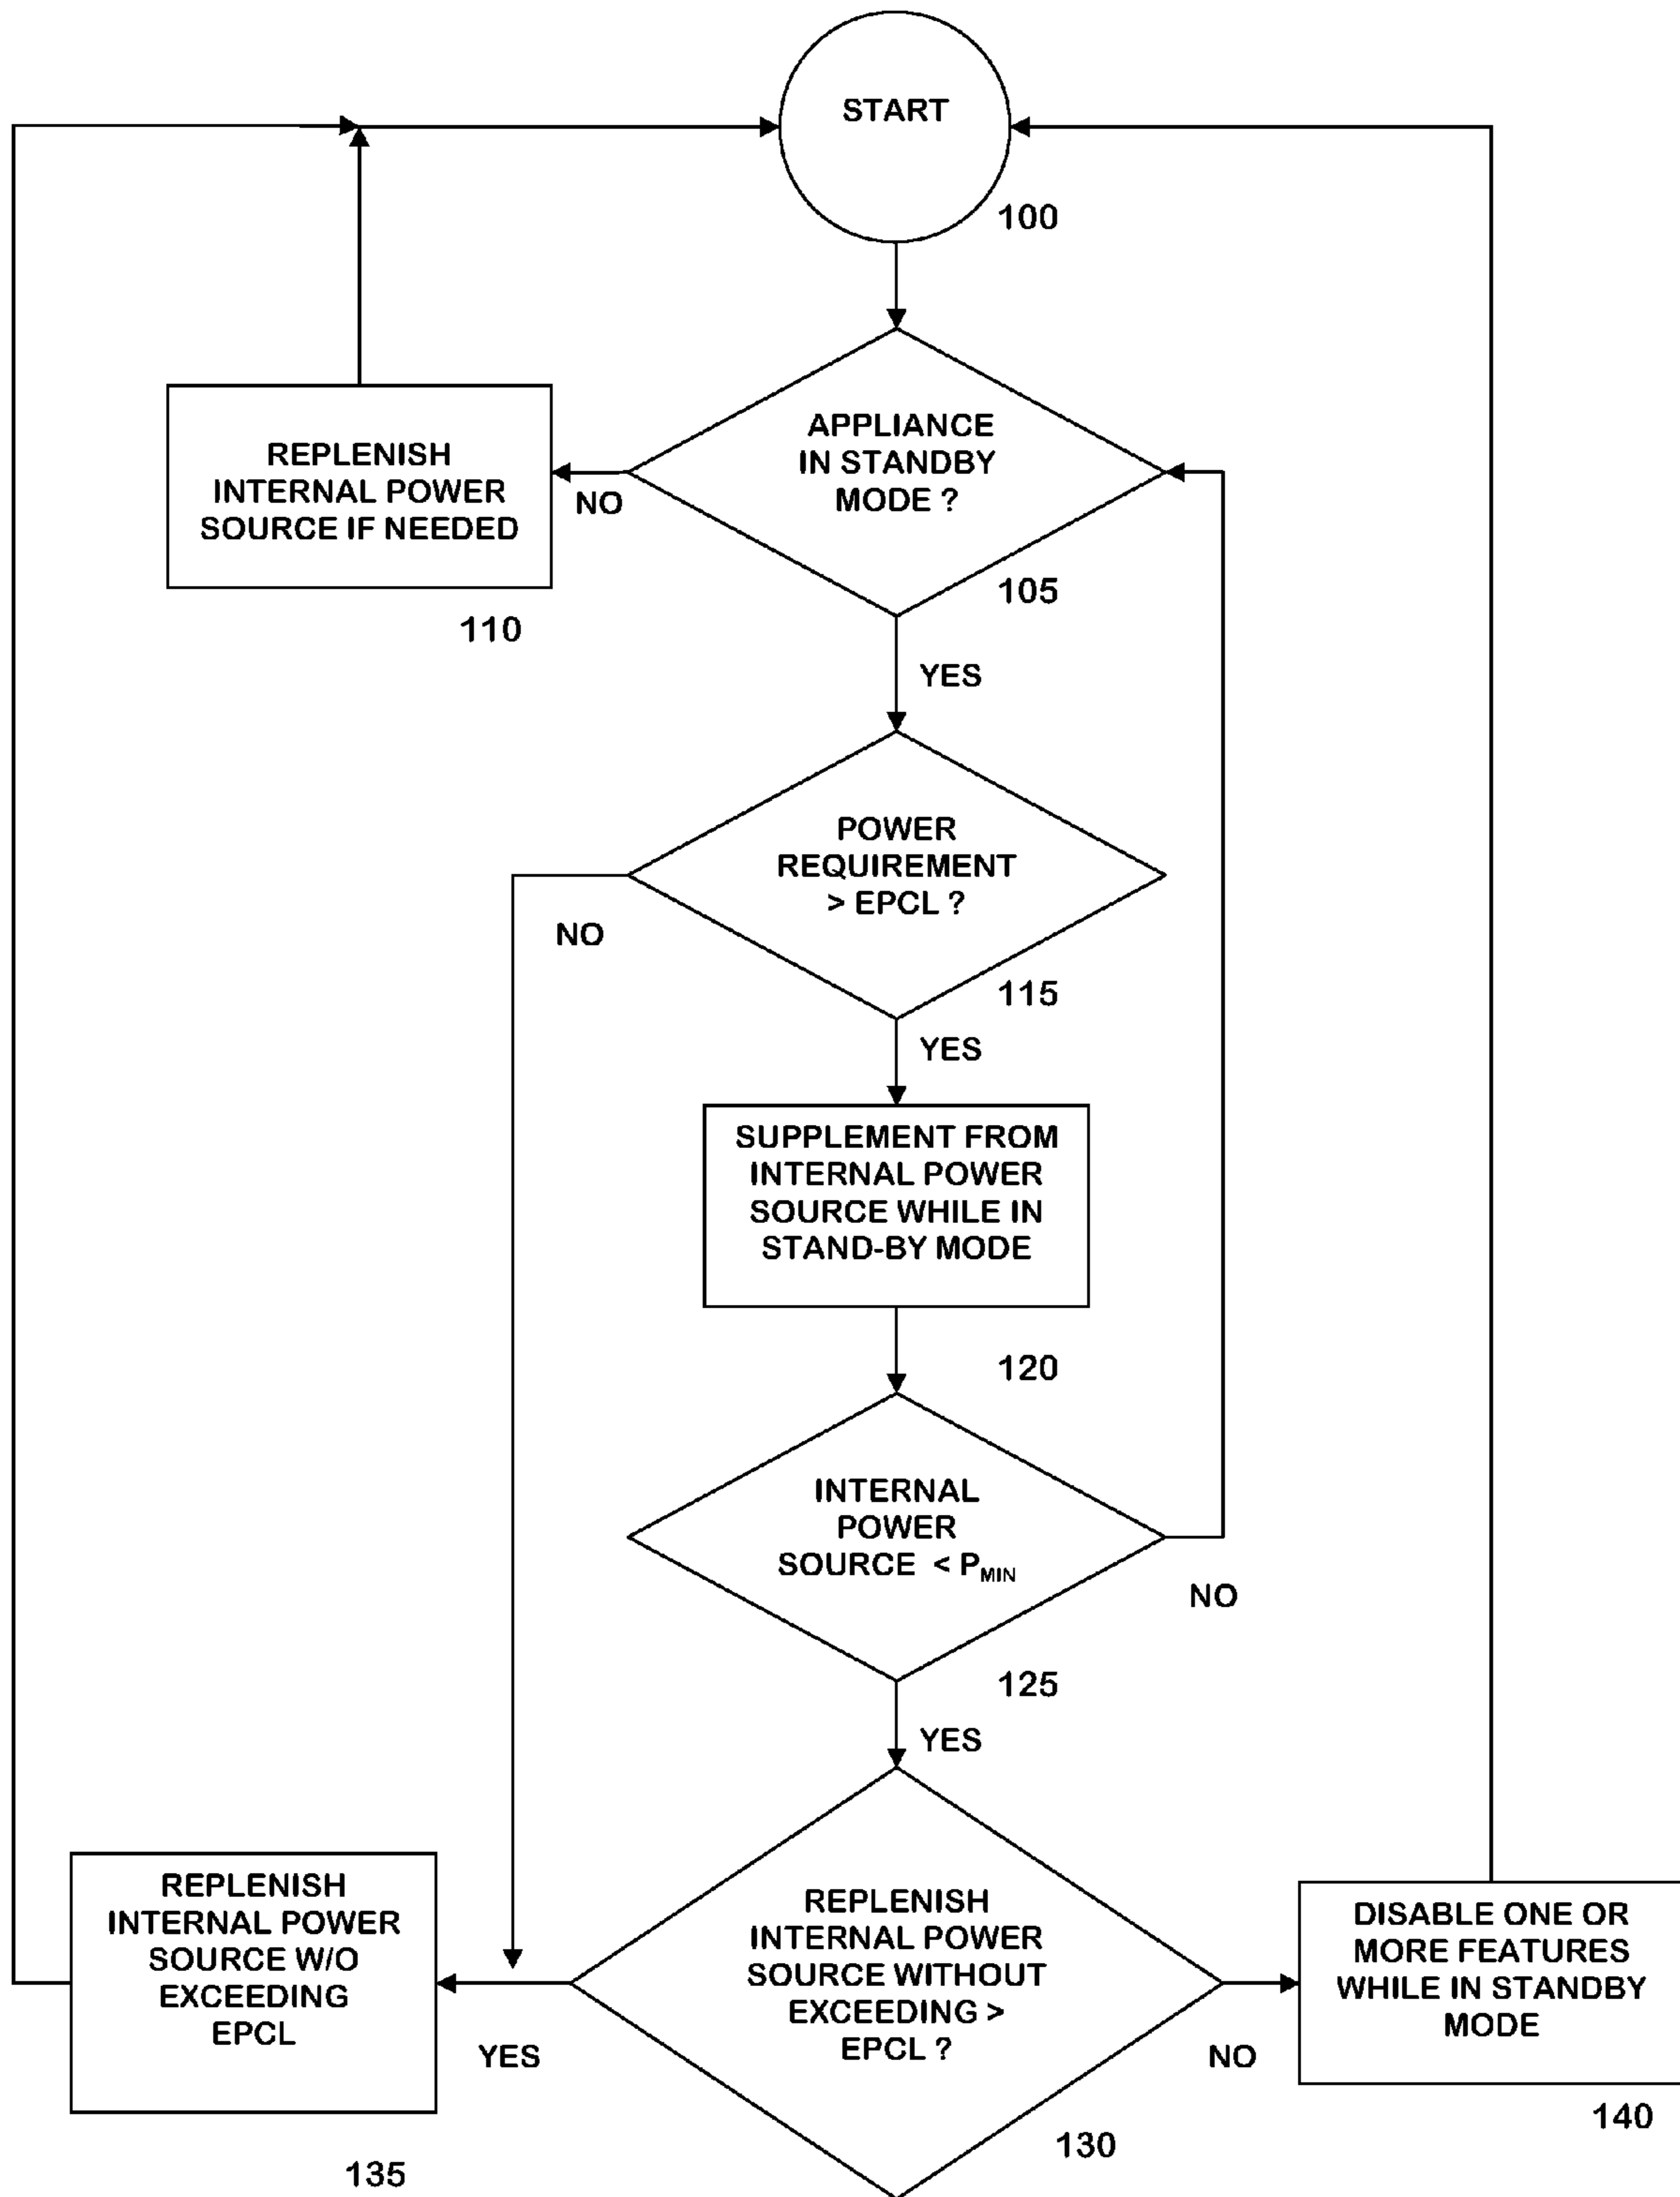 START
100
APPLIANCE
IN STANDBY
MODE ?
NO
105
REPLENISH
INTERNAL POWER
SOURCE IF NEEDED
110
YES
POWER
REQUIREMENT
> EPCL ?
NO
115
YES
SUPPLEMENT FROM
INTERNAL POWER
SOURCE WHILE IN
STAND-BY MODE
120
INTERNAL
POWER
SOURCE < PMIN
NO
125
YES
REPLENISH
INTERNAL POWER
SOURCE W/O
EXCEEDING
EPCL
135
YES
REPLENISH
INTERNAL POWER
SOURCE WITHOUT
EXCEEDING >
EPCL ?
130
NO
DISABLE ONE OR
MORE FEATURES
WHILE IN STANDBY
MODE
140